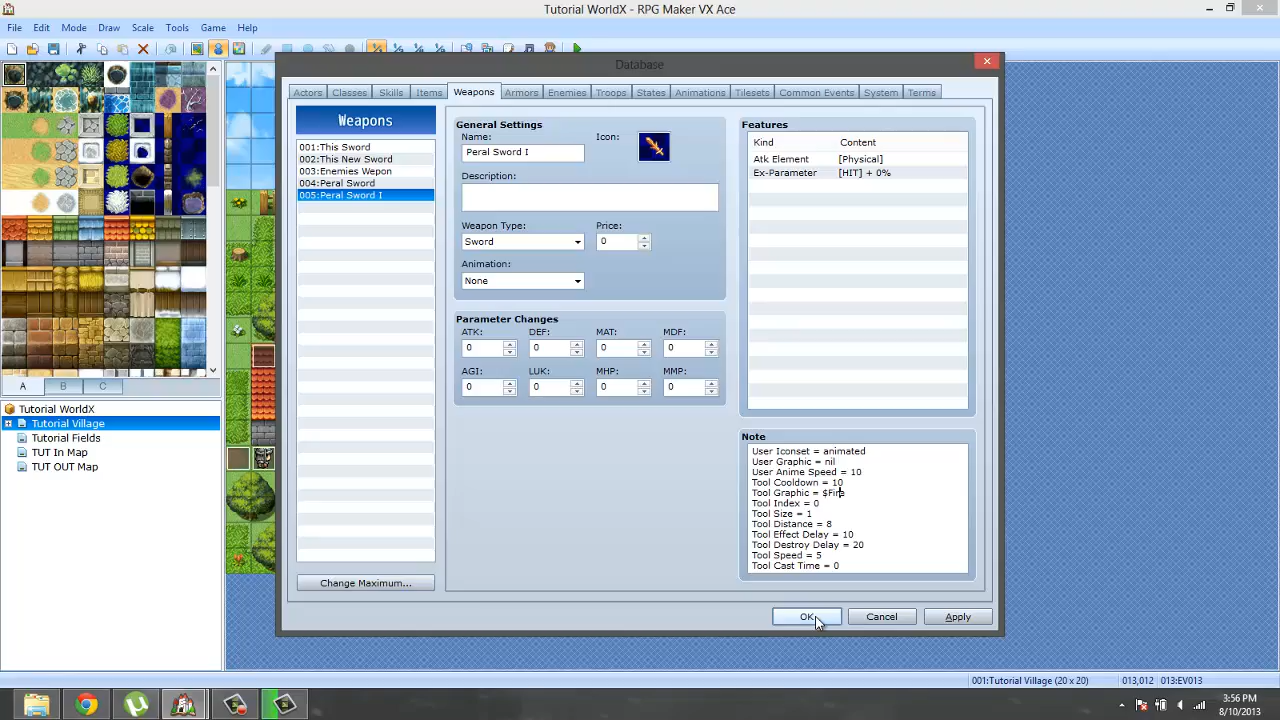 Tutorial WorldX - RPG Maker VX Ace
File Edit Mode Draw Scale Tools Game Help
Database
Actors Classes Skills Items Weapons Armors Enemies Troops States Animations Tilesets Common Events System Terms
Weapons
001:This Sword
002:This New Sword
003:Enemies Wepon
004:Peral Sword
005:Peral Sword I
Change Maximum...
General Settings
Name: Icon:
Peral Sword I
Description:
Weapon Type: Price:
Sword 0
Animation:
None
Parameter Changes
ATK: DEF: MAT: MDF:
0 0 0 0
AGI: LUK: MHP: MMP:
0 0 0 0
Features
Kind Content
Atk Element [Physical]
Ex-Parameter [HIT] + 0%
Note
User Iconset = animated
User Graphic = nil
User Anime Speed = 10
Tool Cooldown = 10
Tool Graphic = $Fire
Tool Index = 0
Tool Size = 1
Tool Distance = 8
Tool Effect Delay = 10
Tool Destroy Delay = 20
Tool Speed = 5
Tool Cast Time = 0
OK Cancel Apply
A B C
Tutorial WorldX
Tutorial Village
Tutorial Fields
TUT In Map
TUT OUT Map
001:Tutorial Village (20 x 20) 013,012 013:EV013
3:56 PM
8/10/2013